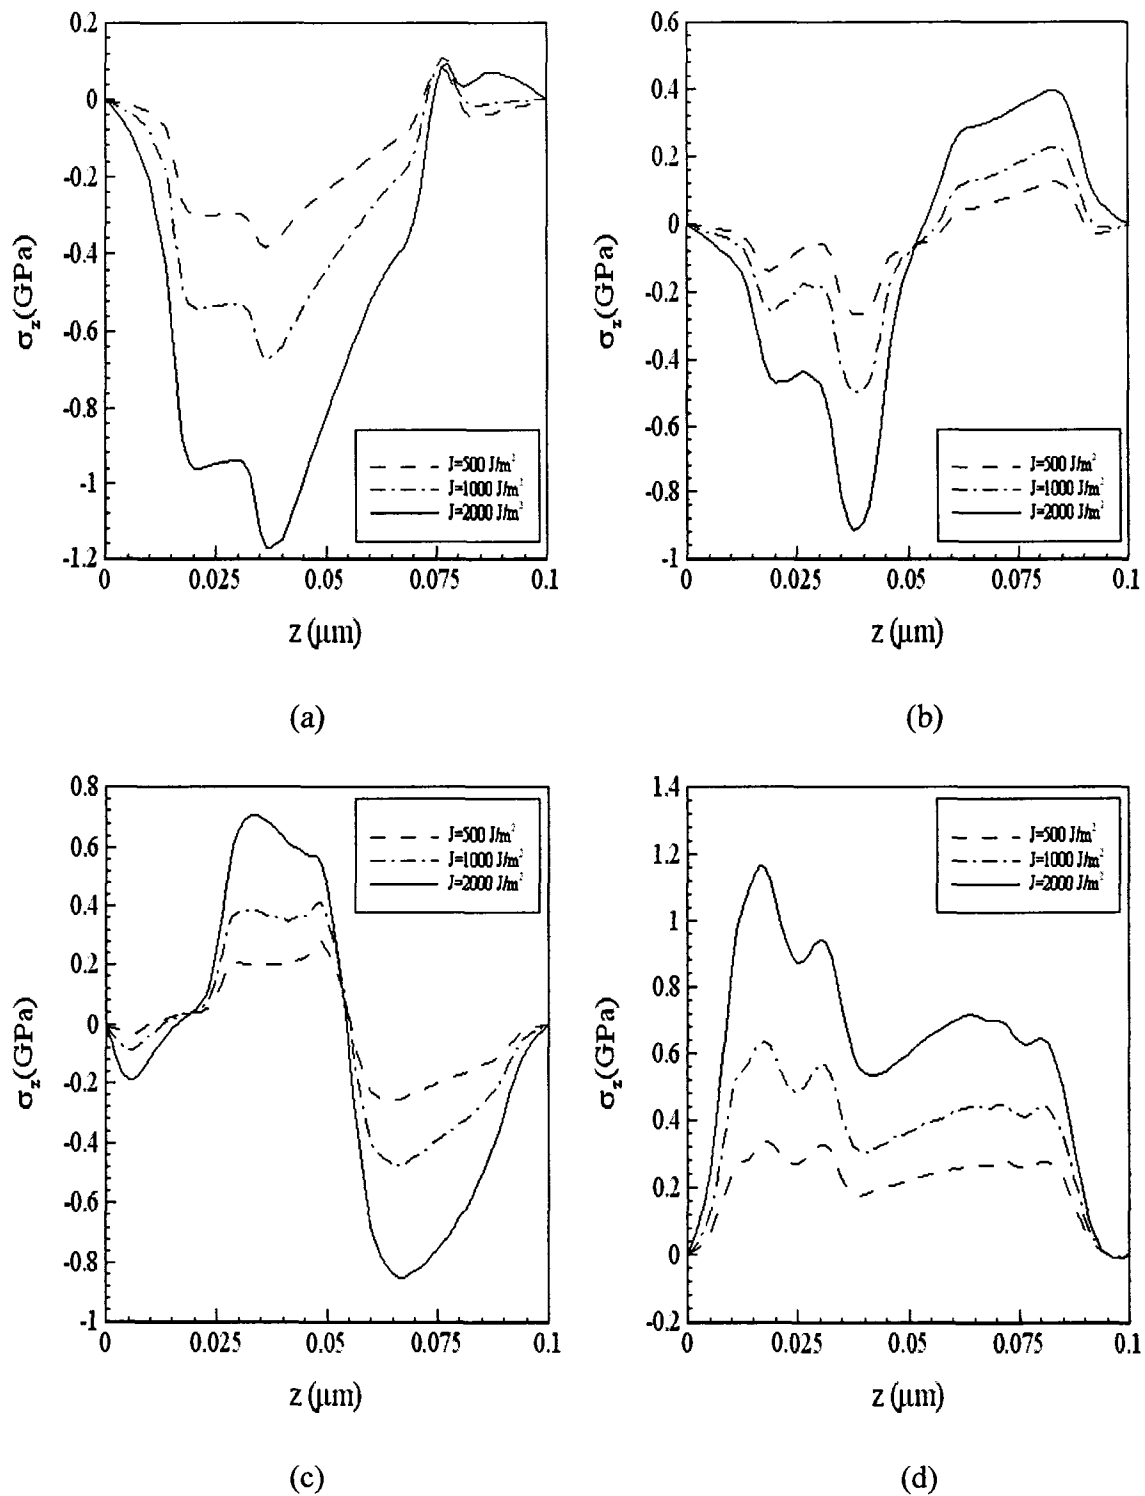 0.2
0
-0.2
-0.4
-0.6
-0.8
-1
-1.2
σz(GPa)
J=500 J/m²
J=1000 J/m²
J=2000 J/m²
0 0.025 0.05 0.075 0.1
z (μm)
(a)
0.6
0.4
0.2
0
-0.2
-0.4
-0.6
-0.8
-1
σz(GPa)
J=500 J/m²
J=1000 J/m²
J=2000 J/m²
0 0.025 0.05 0.075 0.1
z (μm)
(b)
0.8
0.6
0.4
0.2
0
-0.2
-0.4
-0.6
-0.8
-1
σz(GPa)
J=500 J/m²
J=1000 J/m²
J=2000 J/m²
0 0.025 0.05 0.075 0.1
z (μm)
(c)
1.4
1.2
1
0.8
0.6
0.4
0.2
0
-0.2
σz(GPa)
J=500 J/m²
J=1000 J/m²
J=2000 J/m²
0 0.025 0.05 0.075 0.1
z (μm)
(d)